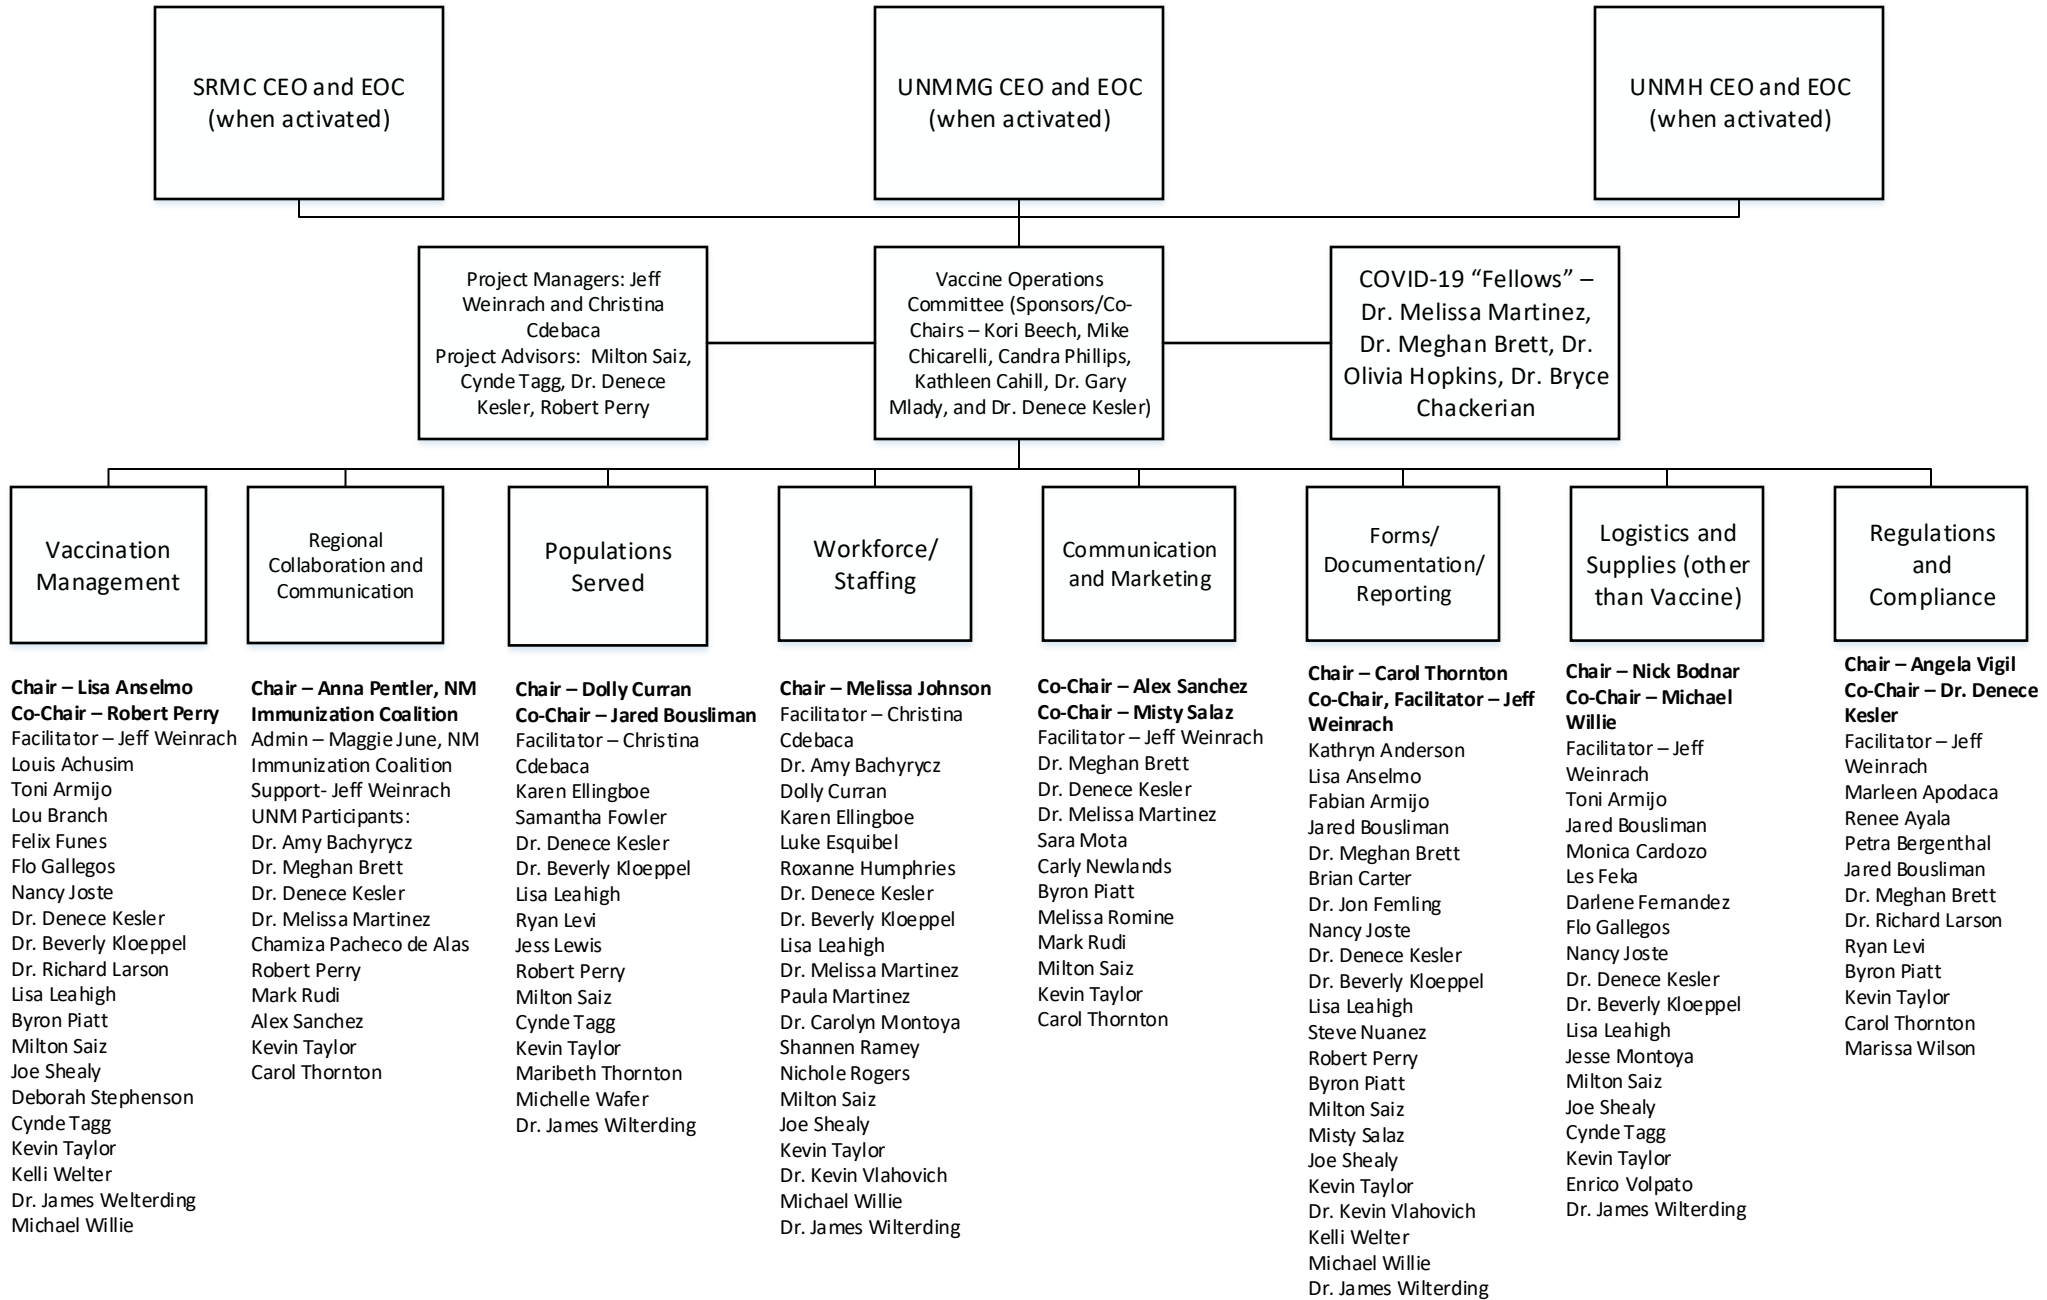 SRMC CEO and EOC
(when activated)
UNMMG CEO and EOC
(when activated)
UNMH CEO and EOC
(when activated)
Project Managers: Jeff
Weinrach and Christina
Cdebaca
Project Advisors:  Milton Saiz,
Cynde Tagg, Dr. Denece
Kesler, Robert Perry
Vaccine Operations
Committee (Sponsors/Co-
Chairs – Kori Beech, Mike
Chicarelli, Candra Phillips,
Kathleen Cahill, Dr. Gary
Mlady, and Dr. Denece Kesler)
COVID-19 “Fellows” –
Dr. Melissa Martinez,
Dr. Meghan Brett, Dr.
Olivia Hopkins, Dr. Bryce
Chackerian
Vaccination
Management
Chair – Lisa Anselmo
Co-Chair – Robert Perry
Facilitator – Jeff Weinrach
Louis Achusim
Toni Armijo
Lou Branch
Felix Funes
Flo Gallegos
Nancy Joste
Dr. Denece Kesler
Dr. Beverly Kloeppel
Dr. Richard Larson
Lisa Leahigh
Byron Piatt
Milton Saiz
Joe Shealy
Deborah Stephenson
Cynde Tagg
Kevin Taylor
Kelli Welter
Dr. James Welterding
Michael Willie
Regional
Collaboration and
Communication
Chair – Anna Pentler, NM
Immunization Coalition
Admin – Maggie June, NM
Immunization Coalition
Support- Jeff Weinrach
UNM Participants:
Dr. Amy Bachyrycz
Dr. Meghan Brett
Dr. Denece Kesler
Dr. Melissa Martinez
Chamiza Pacheco de Alas
Robert Perry
Mark Rudi
Alex Sanchez
Kevin Taylor
Carol Thornton
Populations
Served
Chair – Dolly Curran
Co-Chair – Jared Bousliman
Facilitator – Christina
Cdebaca
Karen Ellingboe
Samantha Fowler
Dr. Denece Kesler
Dr. Beverly Kloeppel
Lisa Leahigh
Ryan Levi
Jess Lewis
Robert Perry
Milton Saiz
Cynde Tagg
Kevin Taylor
Maribeth Thornton
Michelle Wafer
Dr. James Wilterding
Workforce/
Staffing
Chair – Melissa Johnson
Facilitator – Christina
Cdebaca
Dr. Amy Bachyrycz
Dolly Curran
Karen Ellingboe
Luke Esquibel
Roxanne Humphries
Dr. Denece Kesler
Dr. Beverly Kloeppel
Lisa Leahigh
Dr. Melissa Martinez
Paula Martinez
Dr. Carolyn Montoya
Shannen Ramey
Nichole Rogers
Milton Saiz
Joe Shealy
Kevin Taylor
Dr. Kevin Vlahovich
Michael Willie
Dr. James Wilterding
Communication
and Marketing
Co-Chair – Alex Sanchez
Co-Chair – Misty Salaz
Facilitator – Jeff Weinrach
Dr. Meghan Brett
Dr. Denece Kesler
Dr. Melissa Martinez
Sara Mota
Carly Newlands
Byron Piatt
Melissa Romine
Mark Rudi
Milton Saiz
Kevin Taylor
Carol Thornton
Forms/
Documentation/
Reporting
Chair – Carol Thornton
Co-Chair, Facilitator – Jeff
Weinrach
Kathryn Anderson
Lisa Anselmo
Fabian Armijo
Jared Bousliman
Dr. Meghan Brett
Brian Carter
Dr. Jon Femling
Nancy Joste
Dr. Denece Kesler
Dr. Beverly Kloeppel
Lisa Leahigh
Steve Nuanez
Robert Perry
Byron Piatt
Milton Saiz
Misty Salaz
Joe Shealy
Kevin Taylor
Dr. Kevin Vlahovich
Kelli Welter
Michael Willie
Dr. James Wilterding
Logistics and
Supplies (other
than Vaccine)
Chair – Nick Bodnar
Co-Chair – Michael
Willie
Facilitator – Jeff
Weinrach
Toni Armijo
Jared Bousliman
Monica Cardozo
Les Feka
Darlene Fernandez
Flo Gallegos
Nancy Joste
Dr. Denece Kesler
Dr. Beverly Kloeppel
Lisa Leahigh
Jesse Montoya
Milton Saiz
Joe Shealy
Cynde Tagg
Kevin Taylor
Enrico Volpato
Dr. James Wilterding
Regulations
and
Compliance
Chair – Angela Vigil
Co-Chair – Dr. Denece
Kesler
Facilitator – Jeff
Weinrach
Marleen Apodaca
Renee Ayala
Petra Bergenthal
Jared Bousliman
Dr. Meghan Brett
Dr. Richard Larson
Ryan Levi
Byron Piatt
Kevin Taylor
Carol Thornton
Marissa Wilson